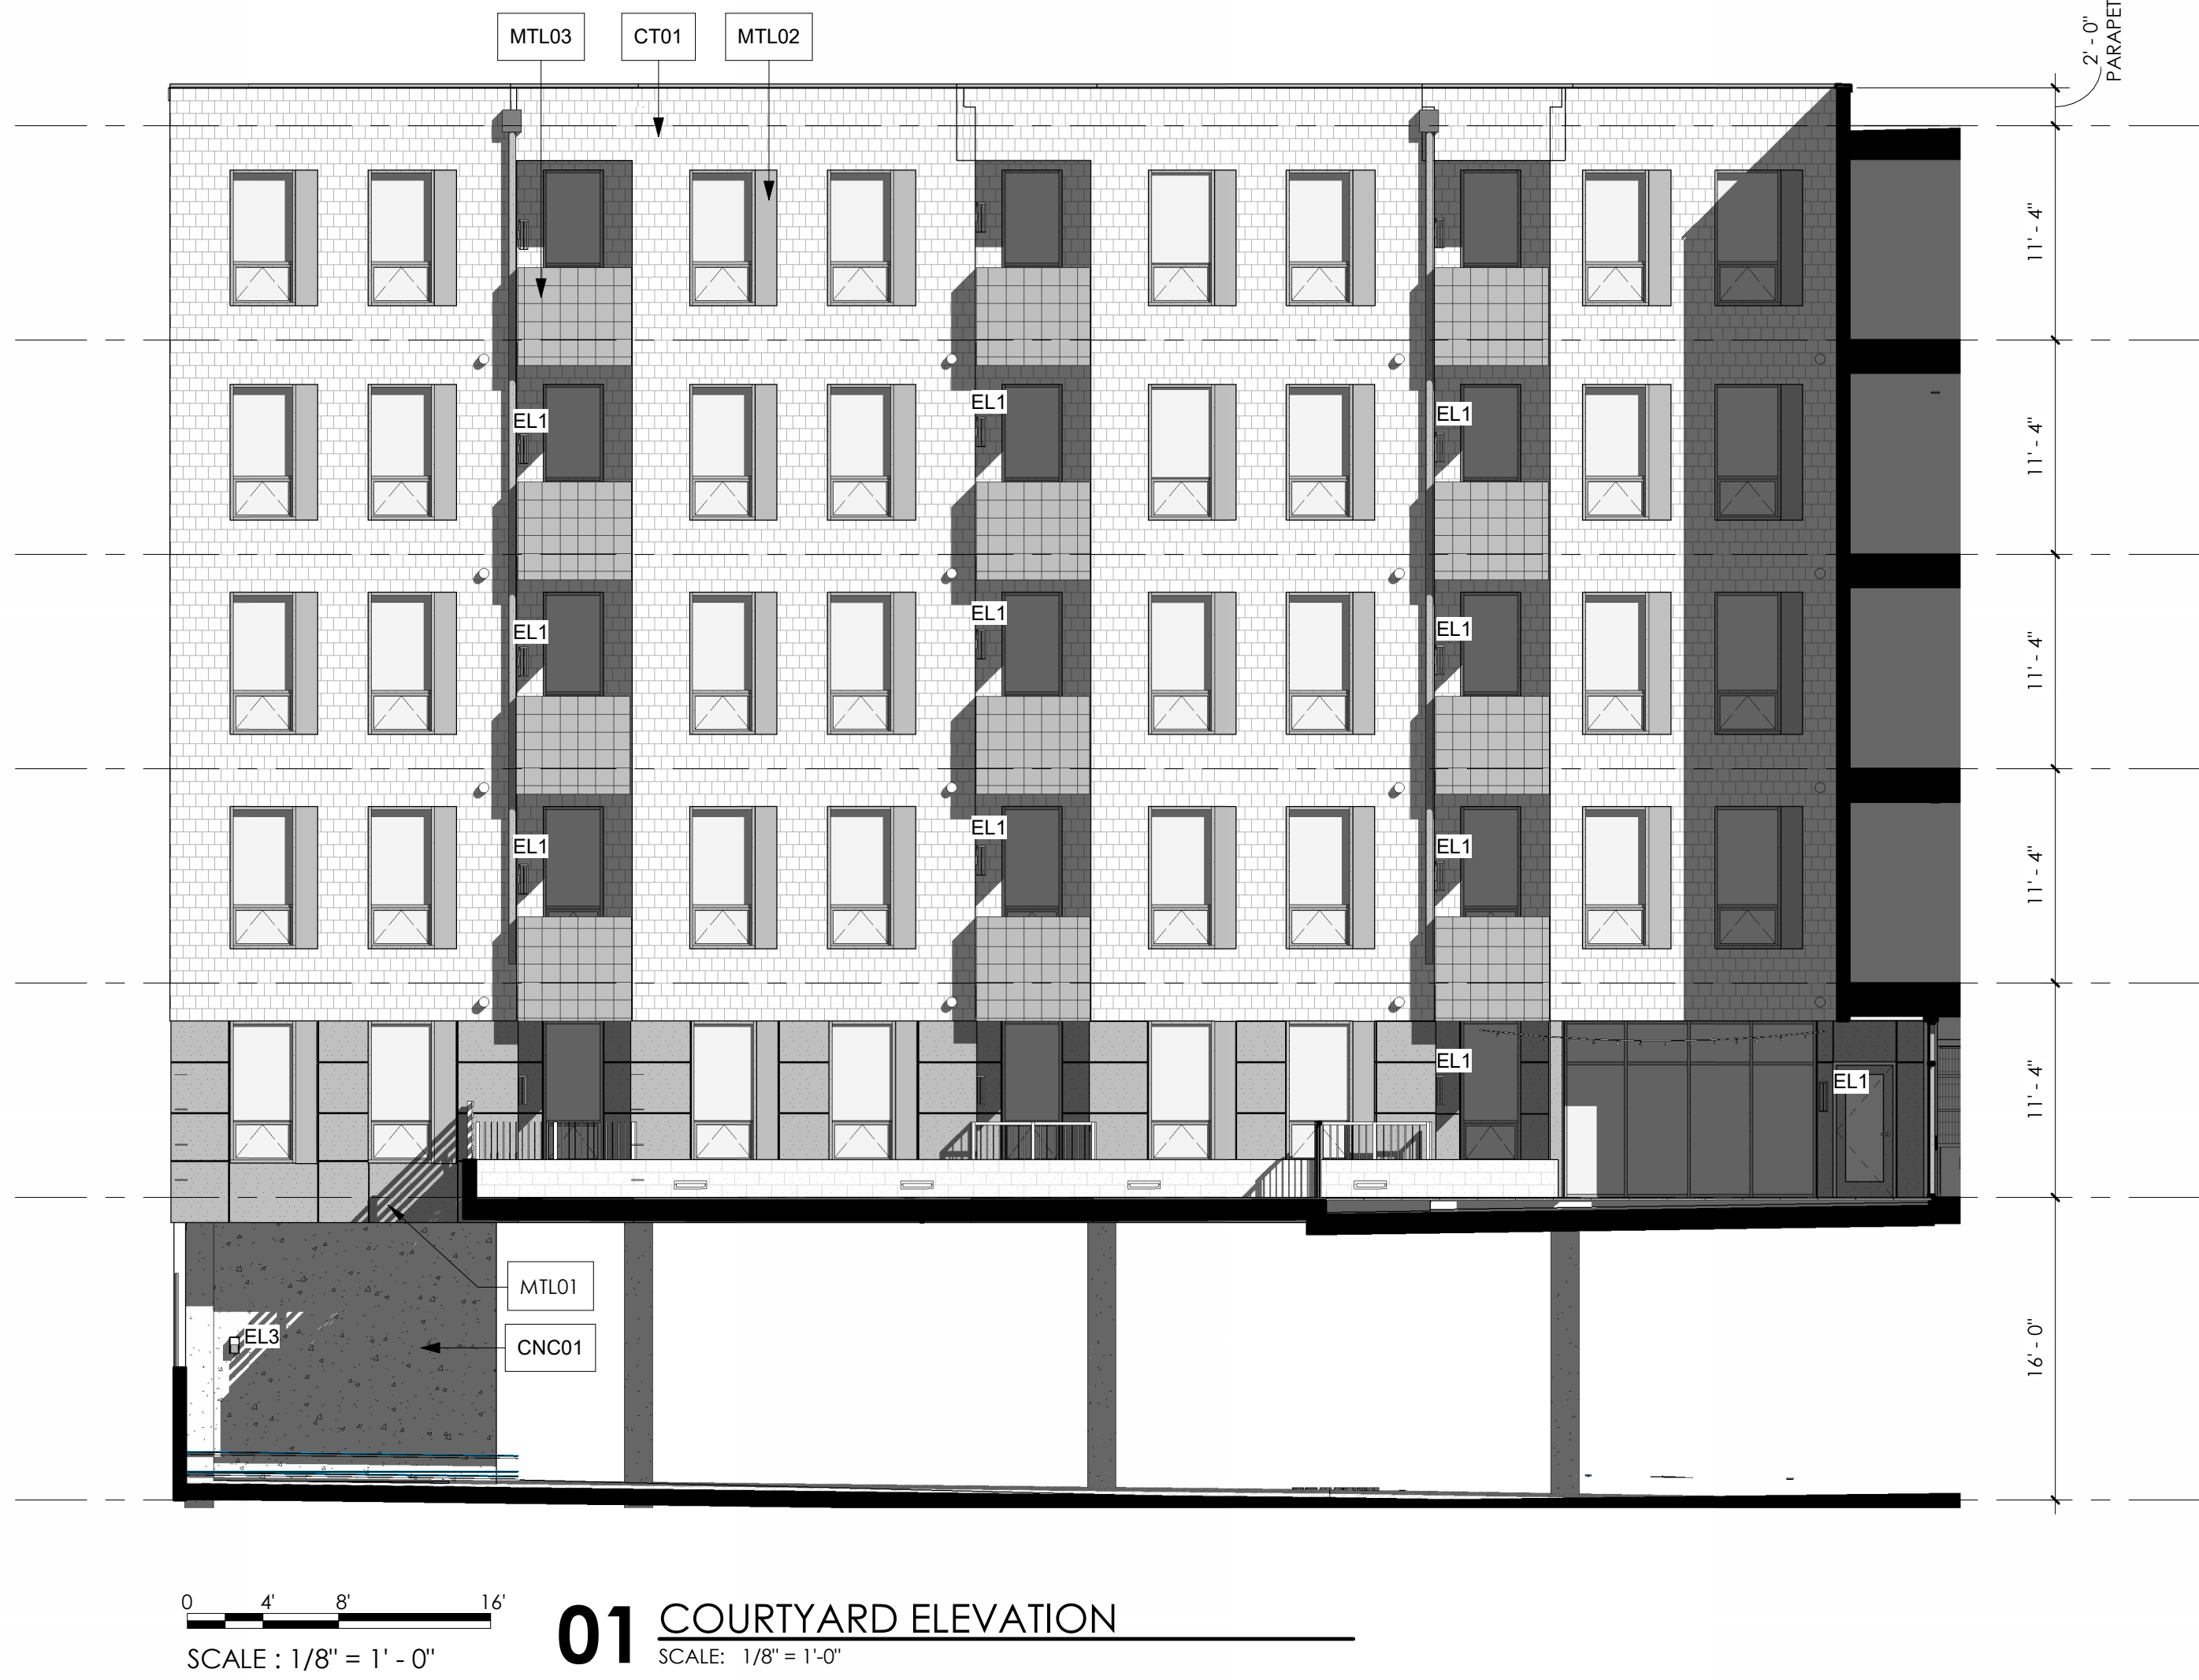 MTL03
CT01
MTL02
2' - 0"
PARAPET
11' - 4"
EL1
EL1
EL1
11' - 4"
EL1
EL1
EL1
11' - 4"
EL1
EL1
EL1
11' - 4"
EL1
EL1
11' - 4"
MTL01
EL3
CNC01
16' - 0"
0 4' 8' 16'
SCALE : 1/8" = 1' - 0"
01 COURTYARD ELEVATION
SCALE: 1/8" = 1'-0"